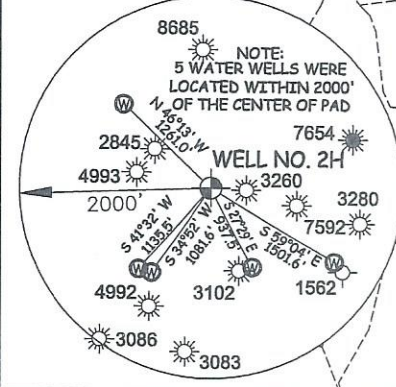 8685
NOTE:
5 WATER WELLS WERE
LOCATED WITHIN 2000'
OF THE CENTER OF PAD
W
N 46°13' W
1261.0'
7654
2845
WELL NO. 2H
4993
3260
2000'
3280
7592
S 41°32' W
1135.5'
S 34°52' W
1081.6'
S 27°29' E
937.5'
S 59°04' E
1501.6'
W
W
W
W
4992
3102
1562
3086
3083